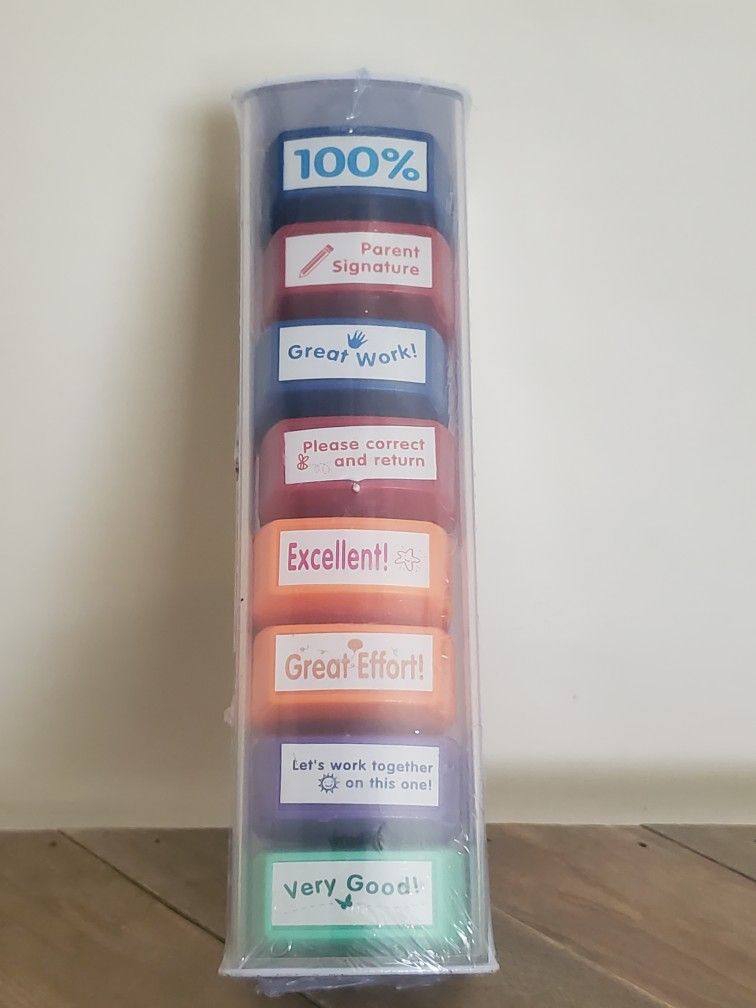 100%
Parent
Signature
Great Work!
Please correct
and return
Excellent!
Great Effort!
Let's work together
on this one!
Very Good!